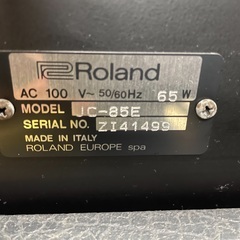 Roland
AC 100 V~ 50/60Hz 65 W
MODEL JC-85E
SERIAL NO. ZI41499
MADE IN ITALY
ROLAND EUROPE spa